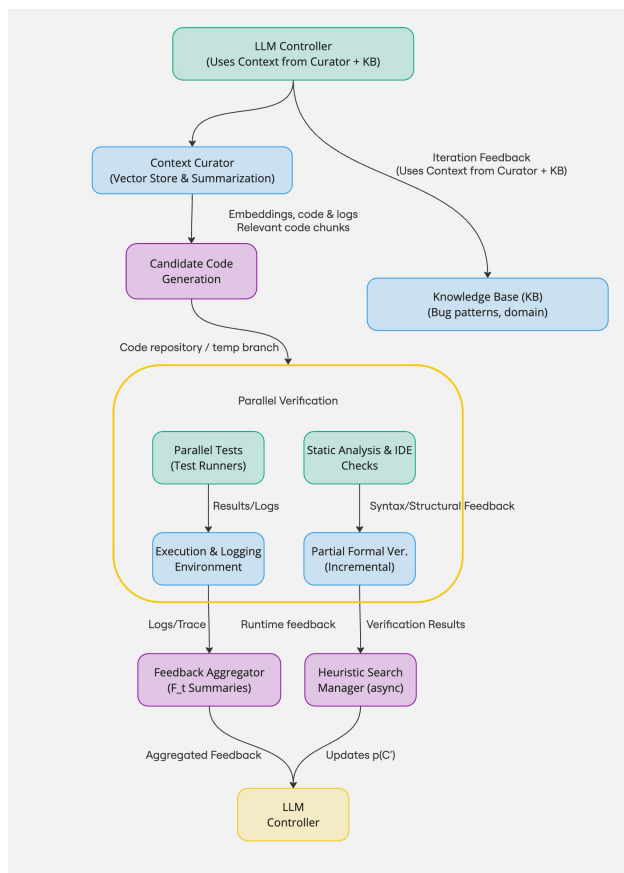 LLM Controller
(Uses Context from Curator + KB)
Context Curator
(Vector Store & Summarization)
Iteration Feedback
(Uses Context from Curator + KB)
Embeddings, code & logs
Relevant code chunks
Candidate Code
Generation
Knowledge Base (KB)
(Bug patterns, domain)
Code repository / temp branch
Parallel Verification
Parallel Tests
(Test Runners)
Static Analysis & IDE
Checks
Results/Logs
Syntax/Structural Feedback
Execution & Logging
Environment
Partial Formal Ver.
(Incremental)
Logs/Trace
Runtime feedback
Verification Results
Feedback Aggregator
(F_t Summaries)
Heuristic Search
Manager (async)
Aggregated Feedback
Updates p(C')
LLM
Controller